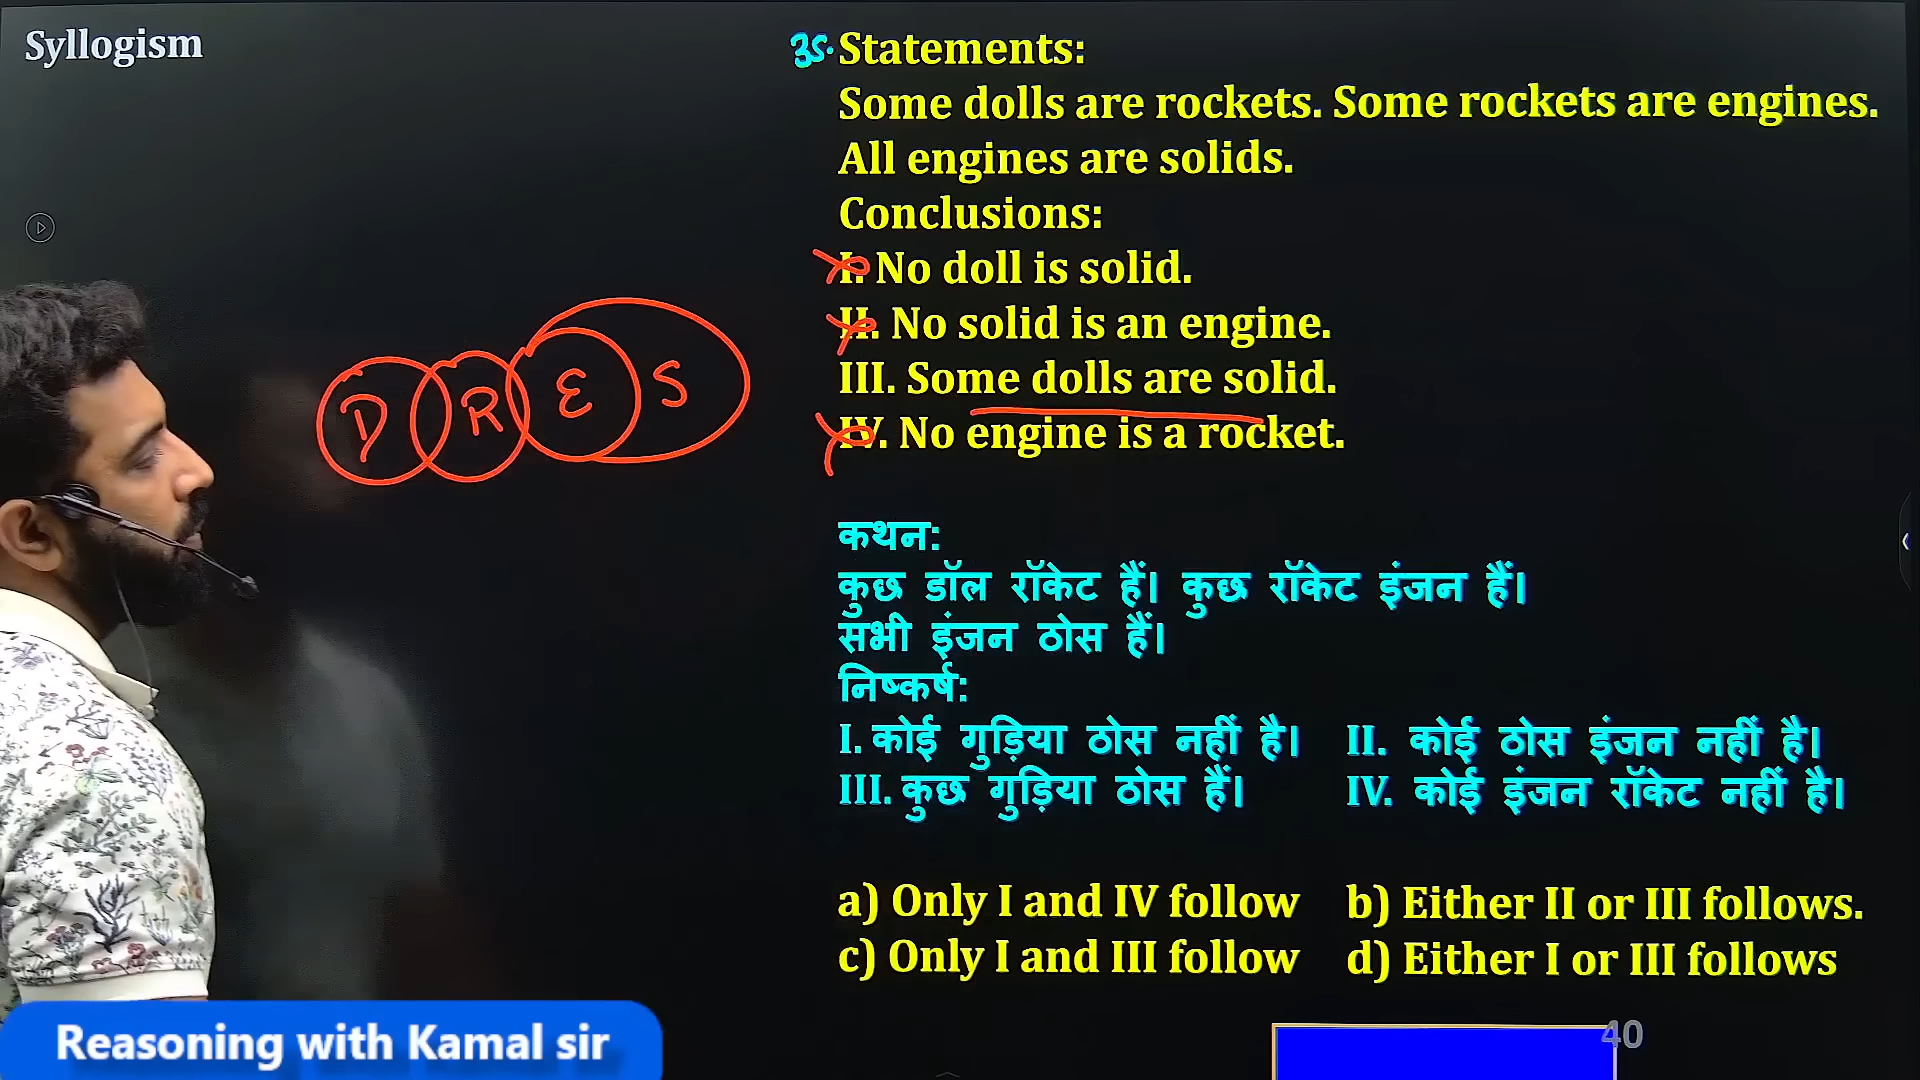 Syllogism
35. Statements:
Some dolls are rockets. Some rockets are engines.
All engines are solids.
Conclusions:
I. No doll is solid.
II. No solid is an engine.
III. Some dolls are solid.
IV. No engine is a rocket.
D R E S
कथन:
कुछ डॉल रॉकेट हैं। कुछ रॉकेट इंजन हैं।
सभी इंजन ठोस हैं।
निष्कर्ष:
I. कोई गुड़िया ठोस नहीं है। II. कोई ठोस इंजन नहीं है।
III. कुछ गुड़िया ठोस हैं। IV. कोई इंजन रॉकेट नहीं है।
a) Only I and IV follow b) Either II or III follows.
c) Only I and III follow d) Either I or III follows
Reasoning with Kamal sir
40